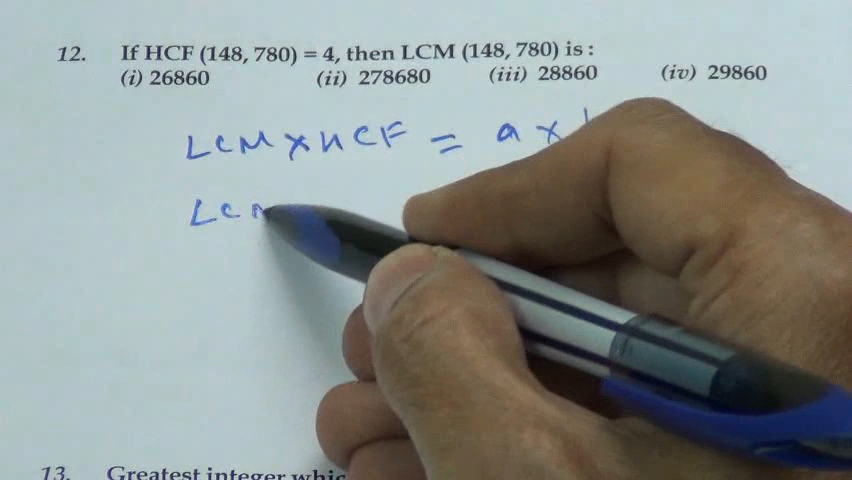 12. If HCF (148, 780) = 4, then LCM (148, 780) is :
(i) 26860 (ii) 278680 (iii) 28860 (iv) 29860
LCM × HCF = a ×
LC
13. Greatest integer